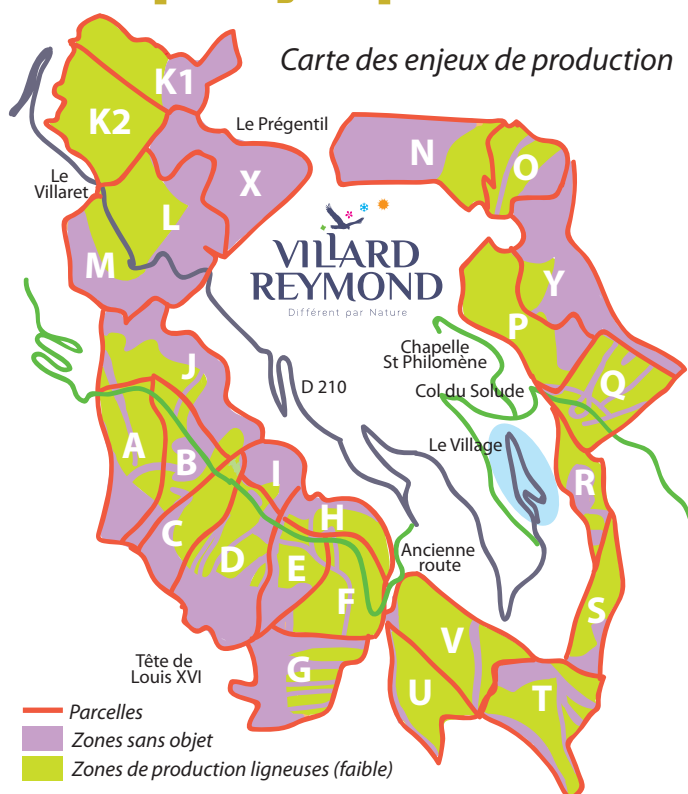 Carte des enjeux de production
K1
K2
Le Prégentil
N
O
X
Le
Villaret
L
M
VILLARD
REYMOND
Différent par Nature
Y
P
Chapelle
St Philomène
J
D 210
Col du Solude
Q
A
B
Le Village
I
R
C
D
H
E
Ancienne
route
F
S
V
Tête de
Louis XVI
G
U
T
Parcelles
Zones sans objet
Zones de production ligneuses (faible)